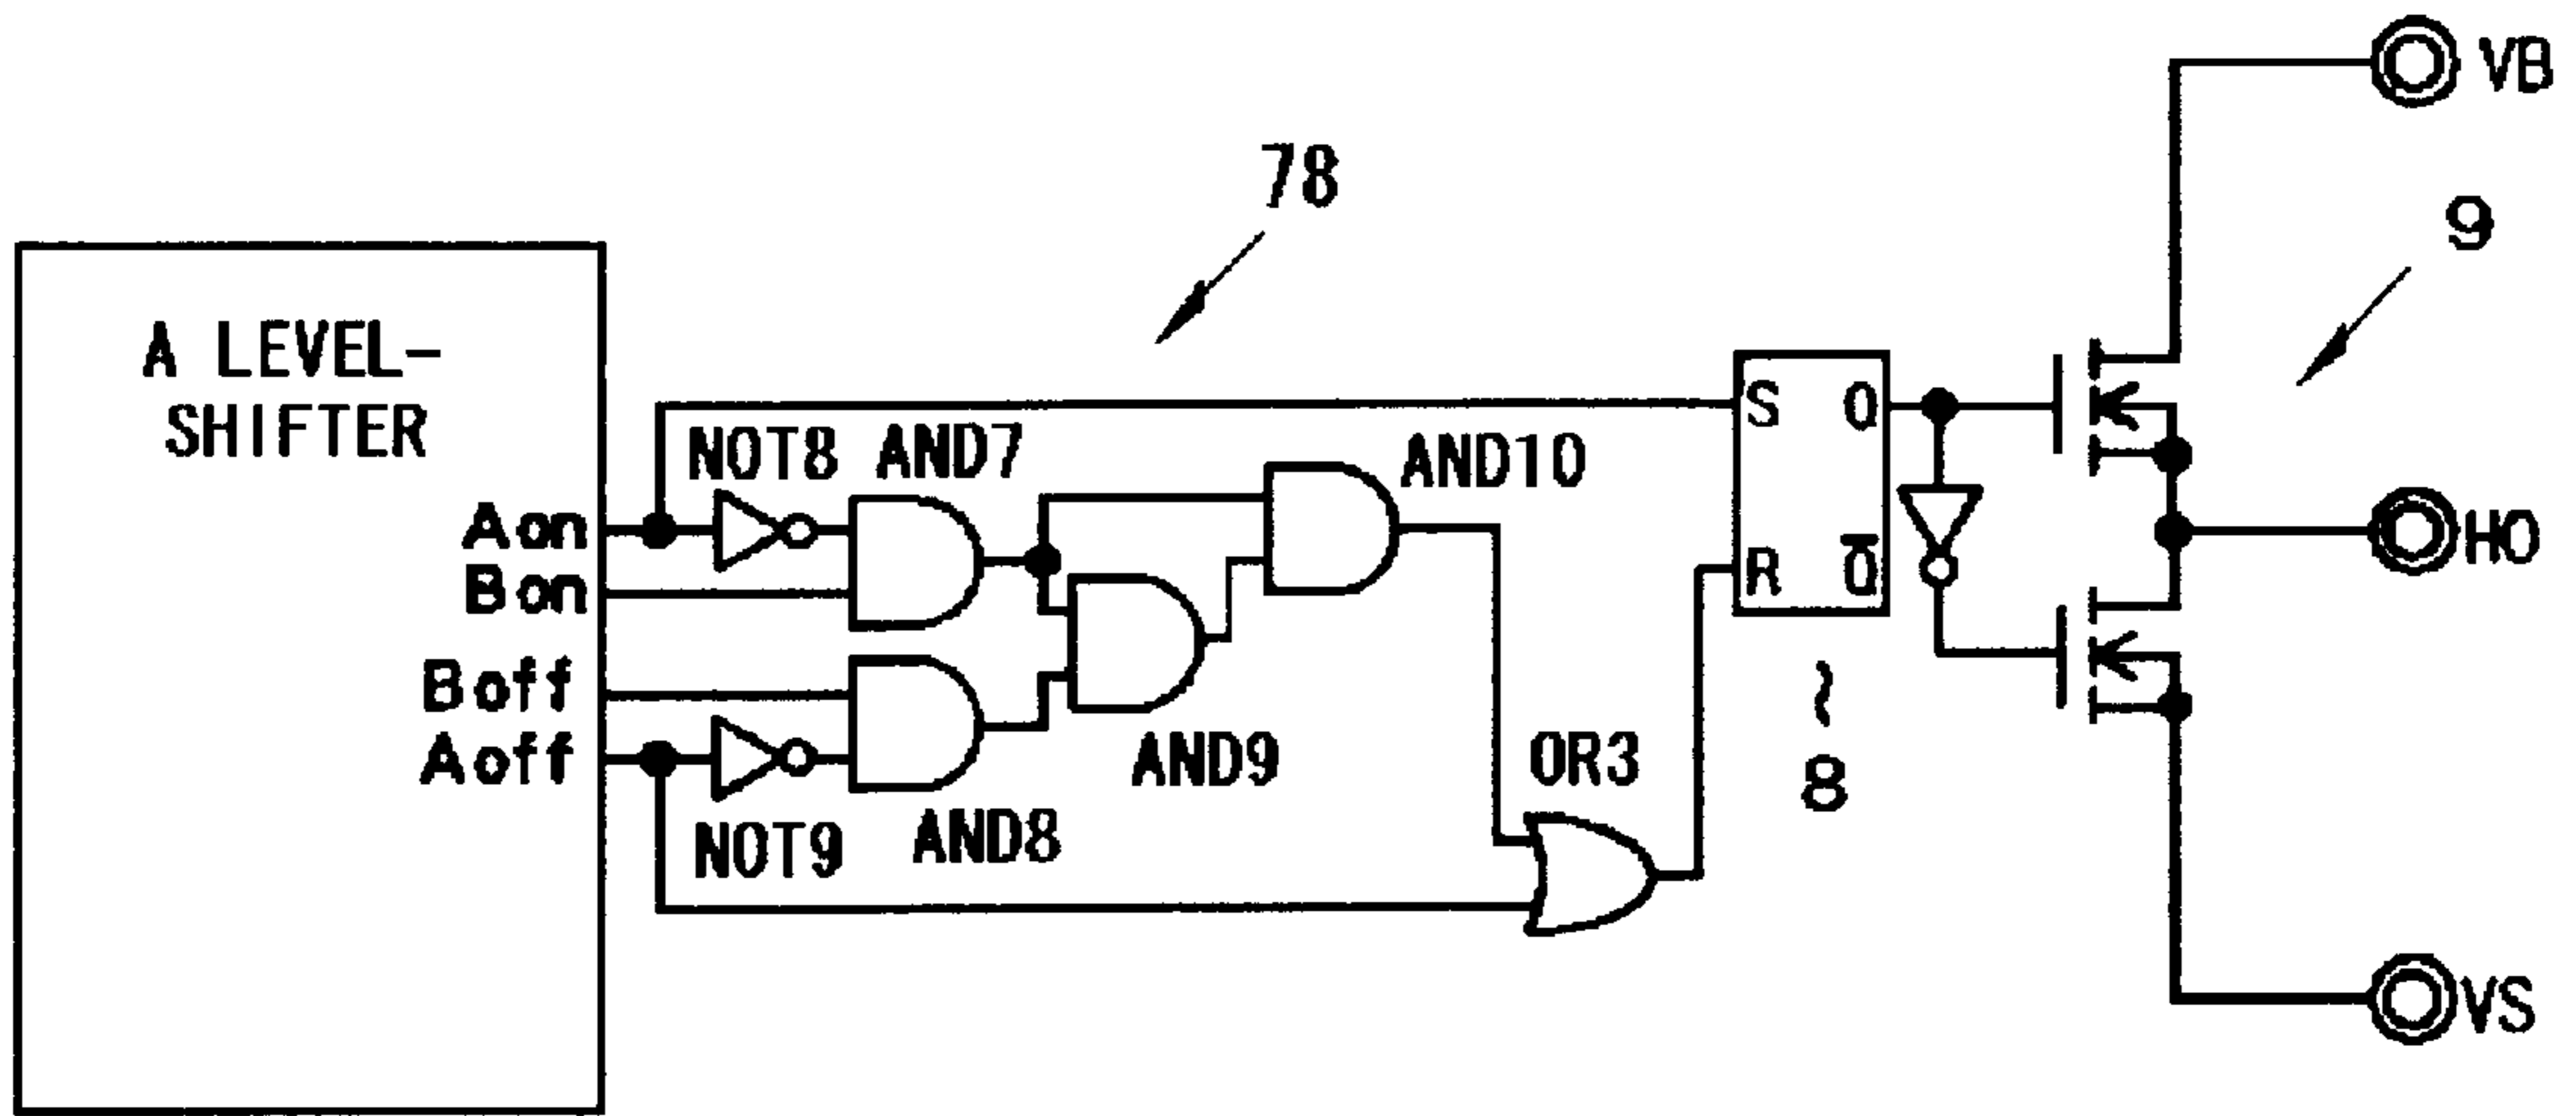 VB
78
9
A LEVEL-
SHIFTER
NOT8
AND7
AND10
S
Q
Aon
Bon
R
Q̅
HO
Boff
Aoff
AND9
OR3
8
NOT9
AND8
VS